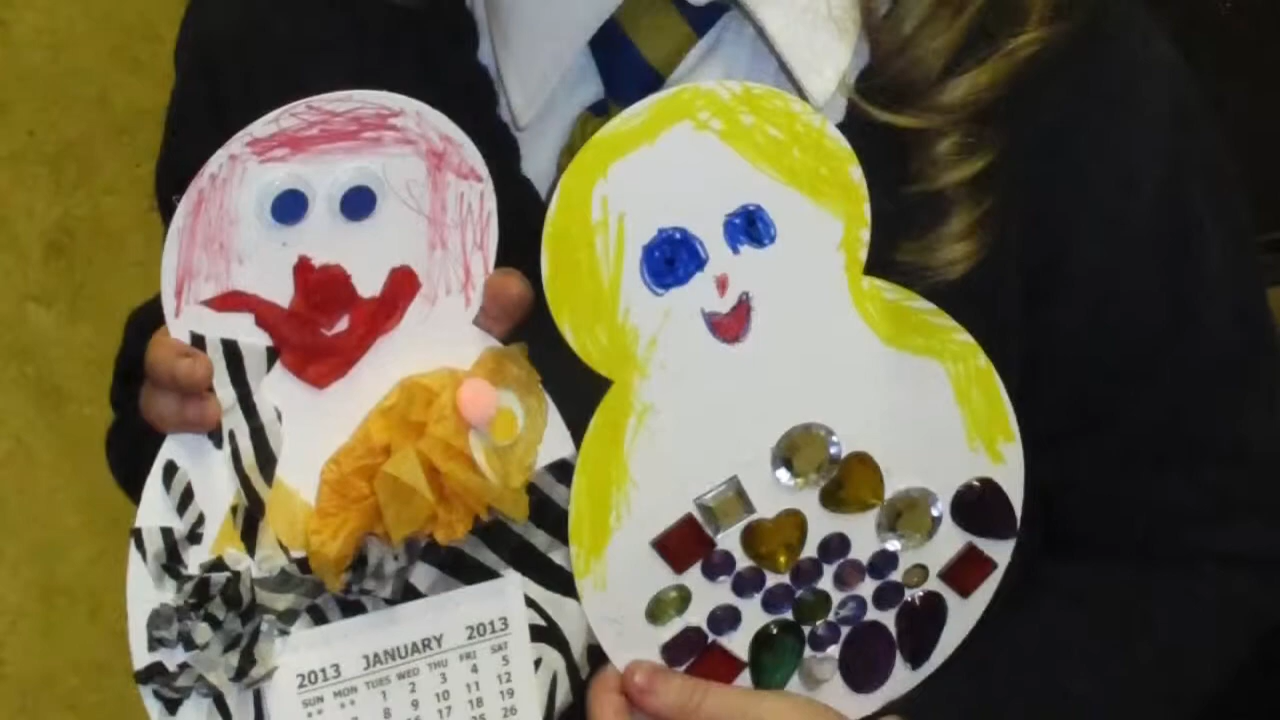 2013 JANUARY 2013
SUN MON TUES WED THU FRI SAT
** ** 1 2 3 4 5
8 9 10 11 12
17 18 19
26